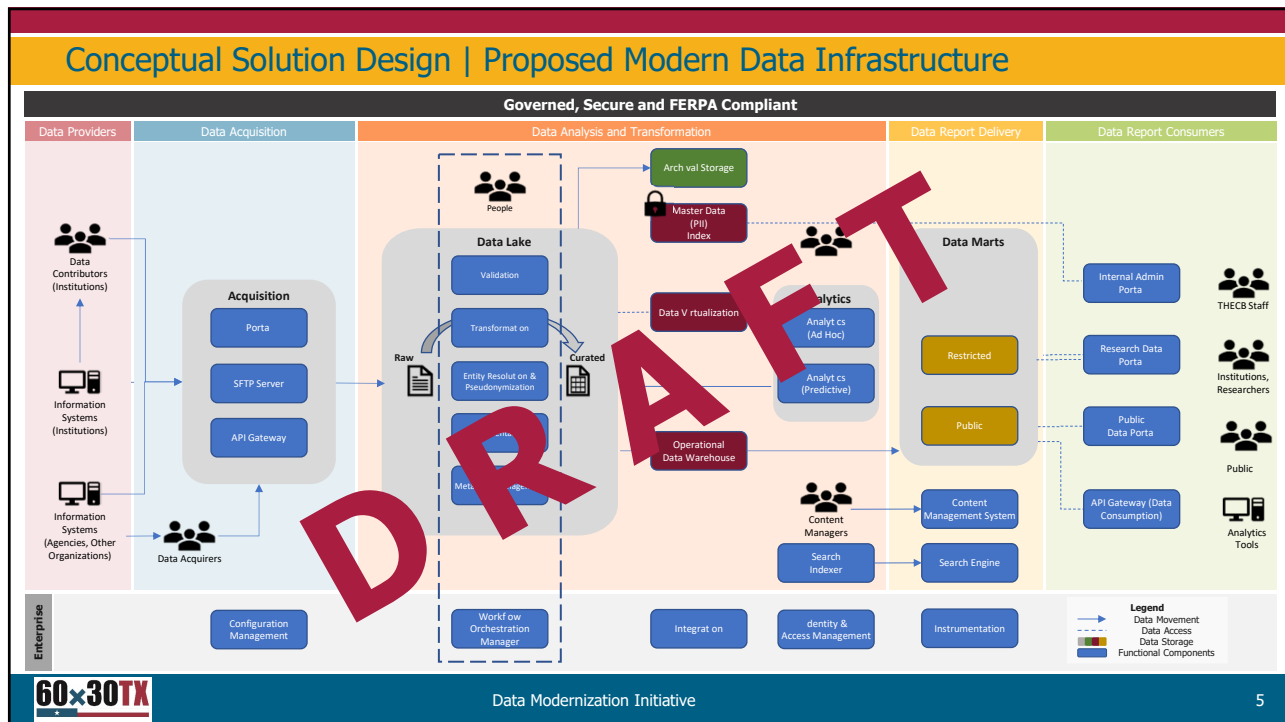 Conceptual Solution Design | Proposed Modern Data Infrastructure
Governed, Secure and FERPA Compliant
Data Providers
Data Acquisition
Data Analysis and Transformation
Data Report Delivery
Data Report Consumers
Data
Contributors
(Institutions)
Information
Systems
(Institutions)
Information
Systems
(Agencies, Other
Organizations)
Acquisition
Porta
SFTP Server
API Gateway
Data Acquirers
People
Data Lake
Validation
Transformat on
Raw
Curated
Entity Resolut on &
Pseudonymization
Arch val Storage
Master Data
(PII)
Index
Data V rtualization
Operational
Data Warehouse
Analyt cs
(Ad Hoc)
Analyt cs
(Predictive)
Content
Managers
Search
Indexer
Data Marts
Restricted
Public
Content
Management System
Search Engine
Internal Admin
Porta
Research Data
Porta
Public
Data Porta
API Gateway (Data
Consumption)
THECB Staff
Institutions,
Researchers
Public
Analytics
Tools
DRAFT
Enterprise
Configuration
Management
Workf ow
Orchestration
Manager
Integrat on
dentity &
Access Management
Instrumentation
Legend
Data Movement
Data Access
Data Storage
Functional Components
60x30TX
Data Modernization Initiative
5